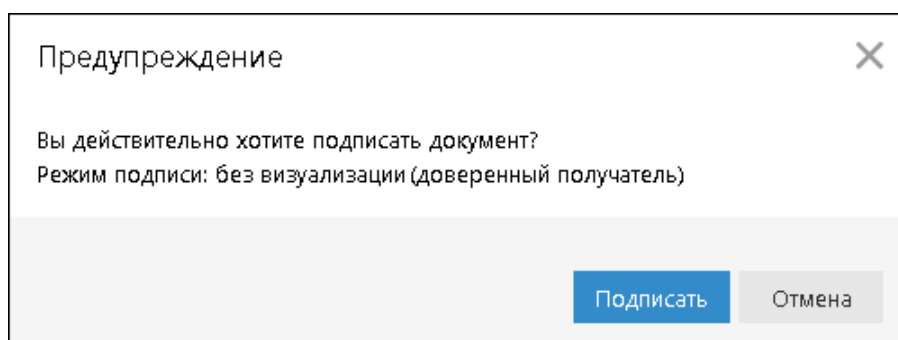 Предупреждение
Вы действительно хотите подписать документ?
Режим подписи: без визуализации (доверенный получатель)
Подписать
Отмена